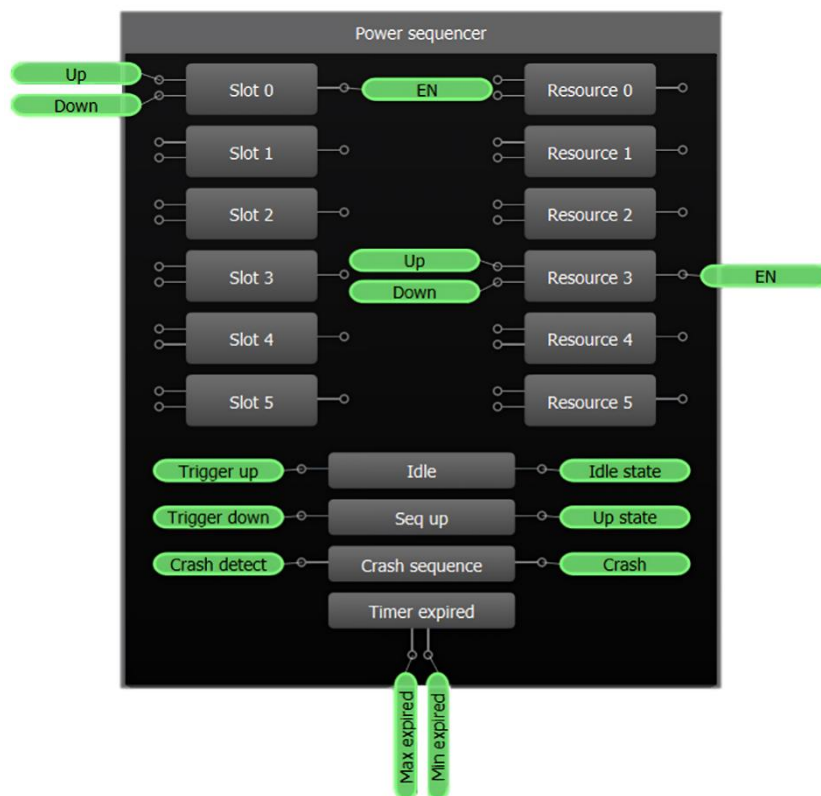 Power sequencer
Up
Down
Slot 0
EN
Resource 0
Slot 1
Resource 1
Slot 2
Resource 2
Up
Down
Slot 3
Resource 3
EN
Slot 4
Resource 4
Slot 5
Resource 5
Trigger up
Idle
Idle state
Trigger down
Seq up
Up state
Crash detect
Crash sequence
Crash
Timer expired
Max expired
Min expired